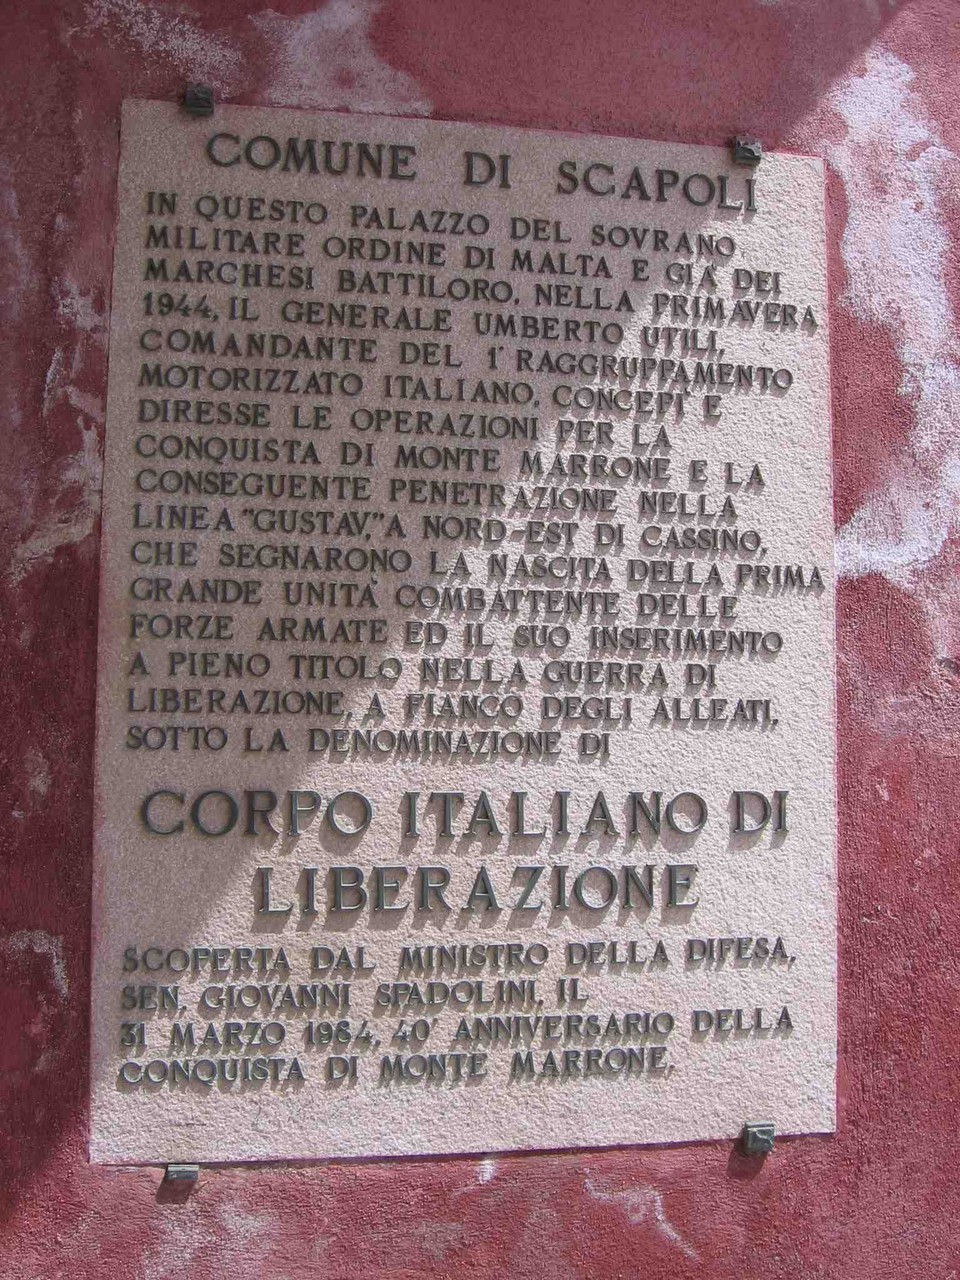 COMUNE DI SCAPOLI
IN QUESTO PALAZZO DEL SOVRANO
MILITARE ORDINE DI MALTA E GIA' DEI
MARCHESI BATTILORO, NELLA PRIMAVERA
1944, IL GENERALE UMBERTO UTILI,
COMANDANTE DEL 1° RAGGRUPPAMENTO
MOTORIZZATO ITALIANO, CONCEPI' E
DIRESSE LE OPERAZIONI PER LA
CONQUISTA DI MONTE MARRONE E LA
CONSEGUENTE PENETRAZIONE NELLA
LINEA "GUSTAV," A NORD-EST DI CASSINO,
CHE SEGNARONO LA NASCITA DELLA PRIMA
GRANDE UNITA' COMBATTENTE DELLE
FORZE ARMATE ED IL SUO INSERIMENTO
A PIENO TITOLO NELLA GUERRA DI
LIBERAZIONE, A FIANCO DEGLI ALLEATI,
SOTTO LA DENOMINAZIONE DI
CORPO ITALIANO DI
LIBERAZIONE
SCOPERTA DAL MINISTRO DELLA DIFESA,
SEN. GIOVANNI SPADOLINI, IL
31 MARZO 1984, 40° ANNIVERSARIO DELLA
CONQUISTA DI MONTE MARRONE,